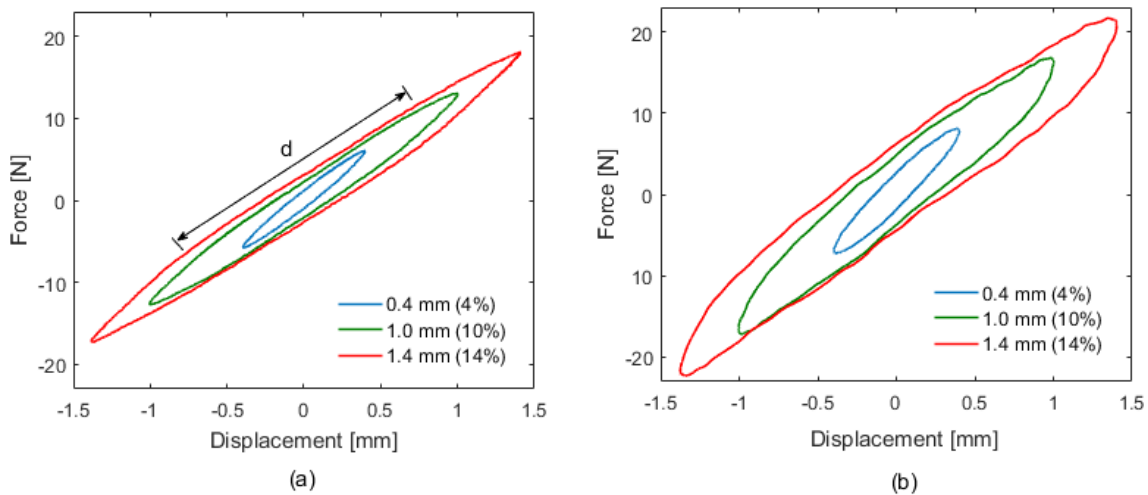 20
10
0
-10
-20
Force [N]
d
0.4 mm (4%)
1.0 mm (10%)
1.4 mm (14%)
-1.5 -1 -0.5 0 0.5 1 1.5
Displacement [mm]
(a)
20
10
0
10
-20
Force [N]
0.4 mm (4%)
1.0 mm (10%)
1.4 mm (14%)
-1.5 -1 -0.5 0 0.5 1 1.5
Displacement [mm]
(b)